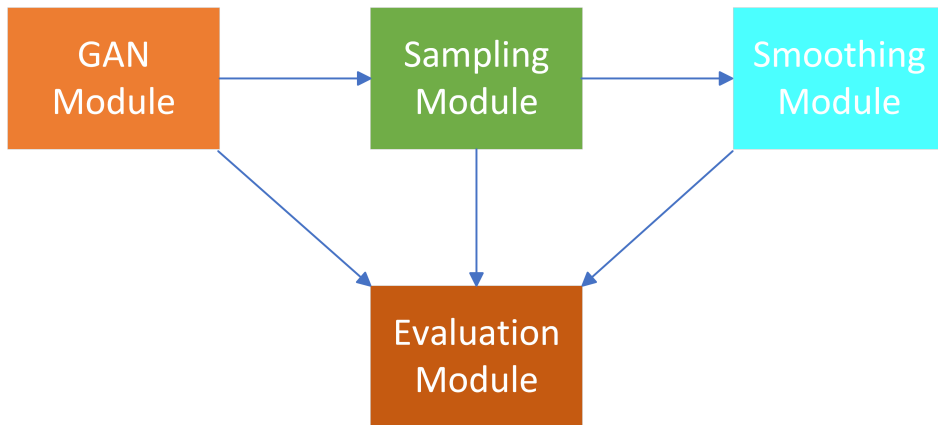 GAN
Module
Sampling
Module
Smoothing
Module
Evaluation
Module